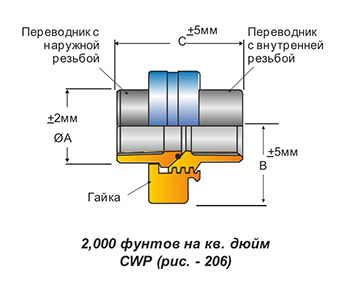 Переводник с
наружной
резьбой
±5мм
C
Переводник
с внутренней
резьбой
±2мм
ØA
±5мм
B
Гайка
2,000 фунтов на кв. дюйм
CWP (рис. - 206)